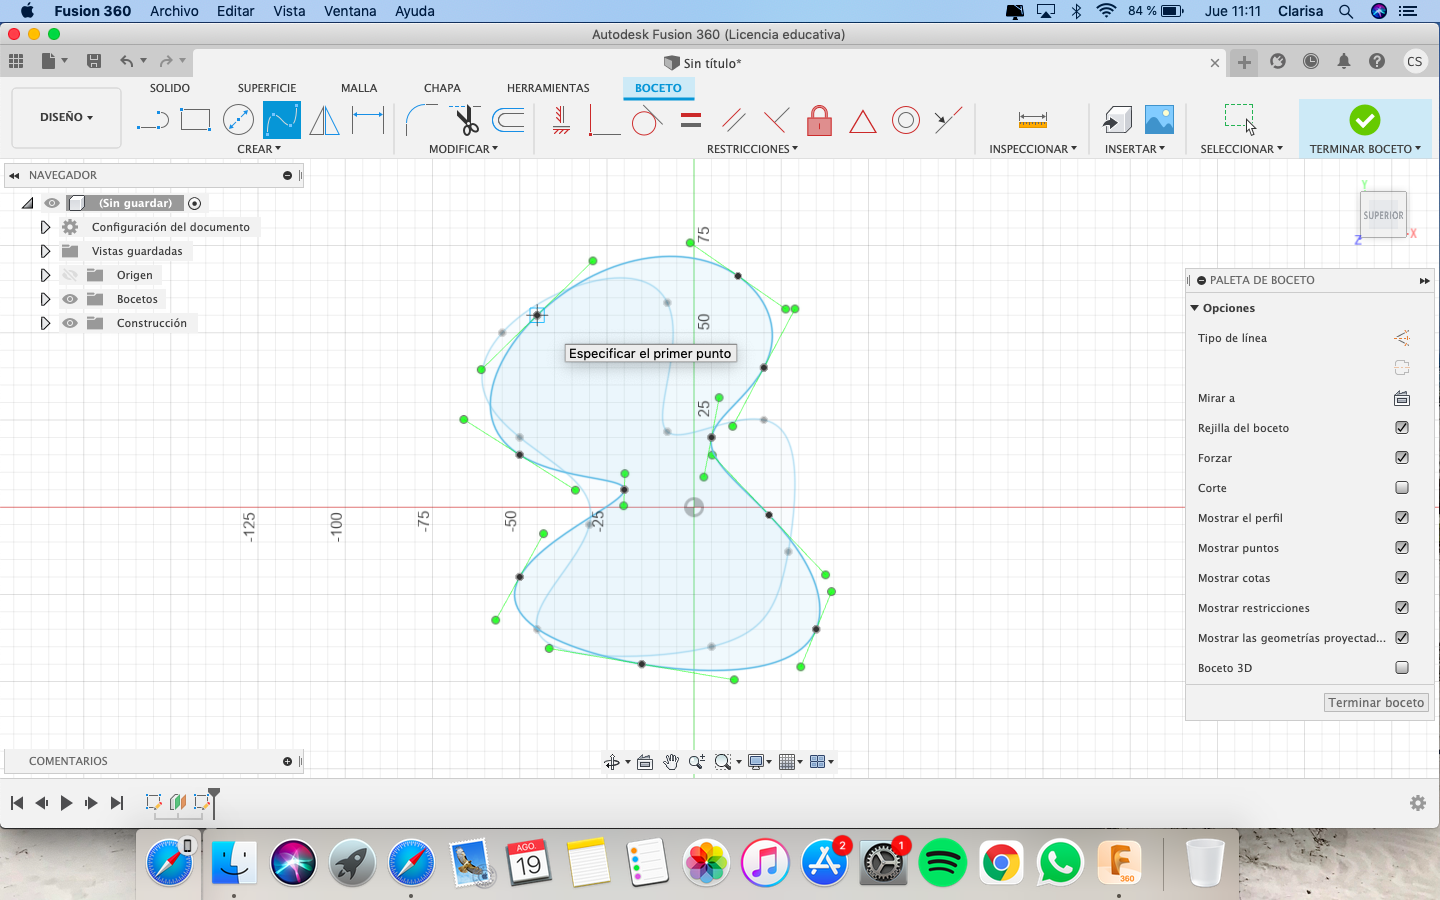 Fusion 360 Archivo Editar Vista Ventana Ayuda 84 % Jue 11:11 Clarisa
Autodesk Fusion 360 (Licencia educativa)
Sin título* CS
SOLIDO SUPERFICIE MALLA CHAPA HERRAMIENTAS BOCETO
DISEÑO
CREAR MODIFICAR RESTRICCIONES INSPECCIONAR INSERTAR SELECCIONAR TERMINAR BOCETO
NAVEGADOR
(Sin guardar)
Configuración del documento
Vistas guardadas
Origen
Bocetos
Construcción
75
50
25
-125
-100
-75
-50
-25
Especificar el primer punto
Y
SUPERIOR
Z
X
PALETA DE BOCETO
Opciones
Tipo de línea
Mirar a
Rejilla del boceto
Forzar
Corte
Mostrar el perfil
Mostrar puntos
Mostrar cotas
Mostrar restricciones
Mostrar las geometrías proyectad...
Boceto 3D
Terminar boceto
COMENTARIOS
AGO.
19
2
1
360